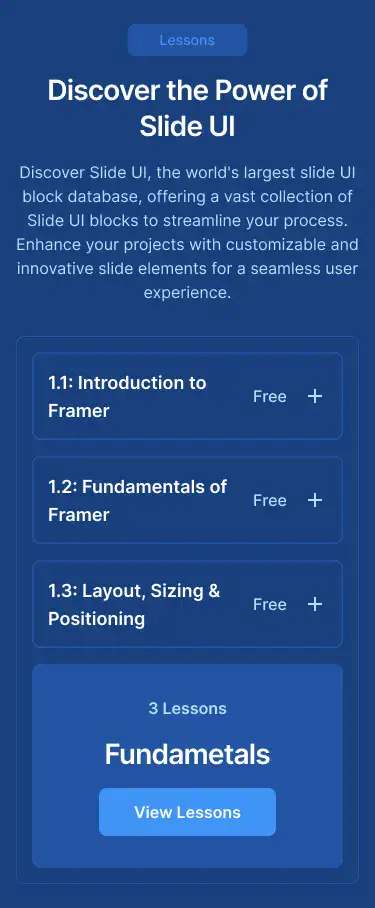 Lessons
Discover the Power of
Slide UI
Discover Slide UI, the world's largest slide UI
block database, offering a vast collection of
Slide UI blocks to streamline your process.
Enhance your projects with customizable and
innovative slide elements for a seamless user
experience.
1.1: Introduction to
Framer
Free
1.2: Fundamentals of
Framer
Free
1.3: Layout, Sizing &
Positioning
Free
3 Lessons
Fundametals
View Lessons